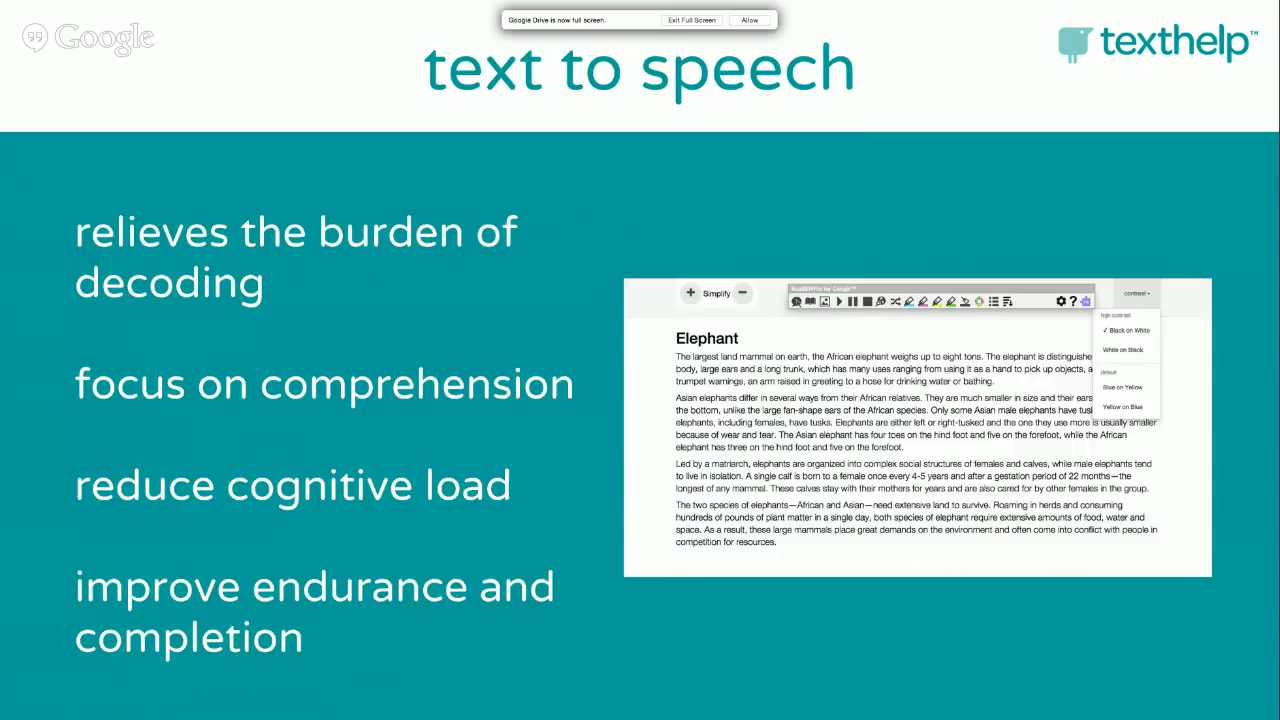 Google Drive is now full screen. Exit Full Screen Allow
Google
texthelp™
text to speech
relieves the burden of
decoding
focus on comprehension
reduce cognitive load
improve endurance and
completion
+ Simplify −
Read&Write for Google™
contrast
high contrast
✓ Black on White
White on Black
default
Blue on Yellow
Yellow on Blue
Elephant
The largest land mammal on earth, the African elephant weighs up to eight tons. The elephant is distinguished
body, large ears and a long trunk, which has many uses ranging from using it as a hand to pick up objects, a
trumpet warnings, an arm raised in greeting to a hose for drinking water or bathing.
Asian elephants differ in several ways from their African relatives. They are much smaller in size and their ears
the bottom, unlike the large fan-shape ears of the African species. Only some Asian male elephants have
elephants, including females, have tusks. Elephants are either left or right-tusked and the one they use more is usually smaller
because of wear and tear. The Asian elephant has four toes on the hind foot and five on the forefoot, while the African
elephant has three on the hind foot and five on the forefoot.
Led by a matriarch, elephants are organized into complex social structures of females and calves, while male elephants tend
to live in isolation. A single calf is born to a female once every 4-5 years and after a gestation period of 22 months—the
longest of any mammal. These calves stay with their mothers for years and are also cared for by other females in the group.
The two species of elephants—African and Asian—need extensive land to survive. Roaming in herds and consuming
hundreds of pounds of plant matter in a single day, both species of elephant require extensive amounts of food, water and
space. As a result, these large mammals place great demands on the environment and often come into conflict with people in
competition for resources.